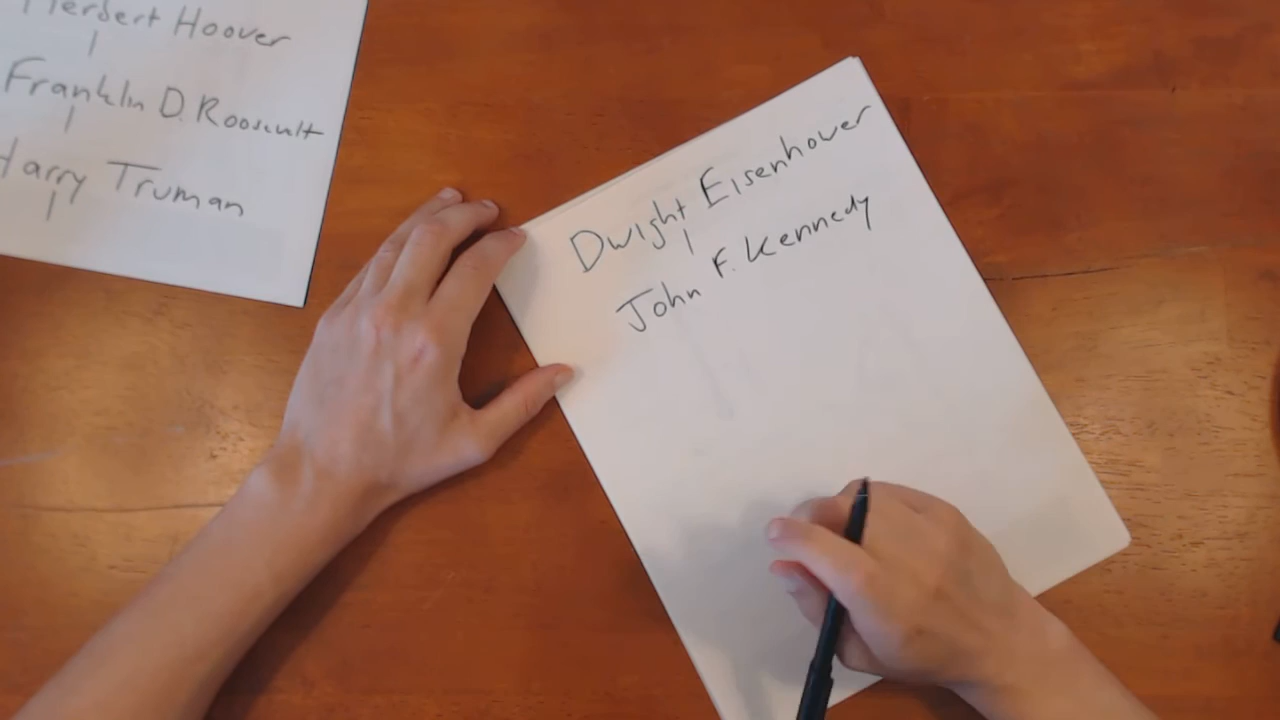 Herbert Hoover
Franklin D. Roosevelt
Harry Truman
Dwight Eisenhower
John F. Kennedy